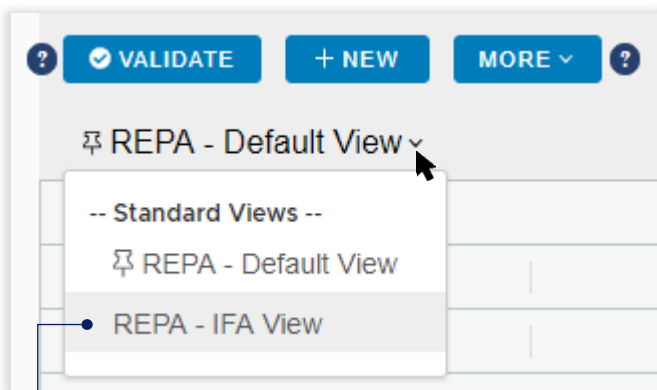 ? VALIDATE + NEW MORE ?
REPA - Default View
-- Standard Views --
REPA - Default View
REPA - IFA View